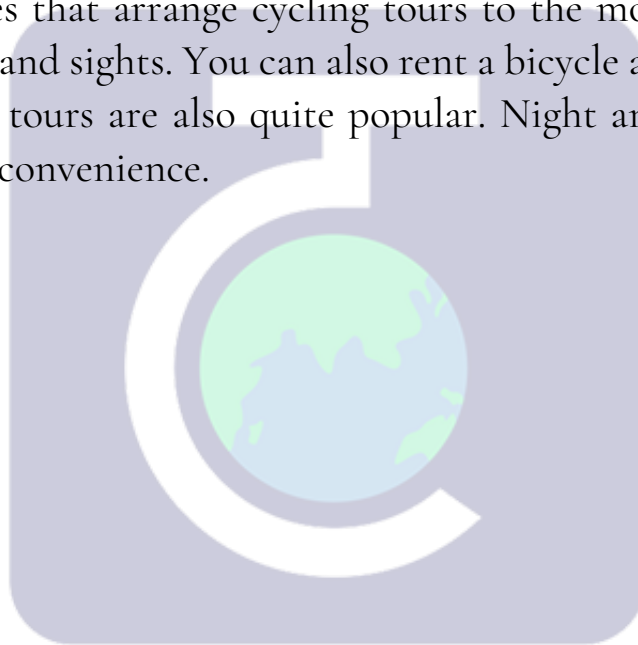 es that arrange cycling tours to the mo
and sights. You can also rent a bicycle a
tours are also quite popular. Night ar
convenience.